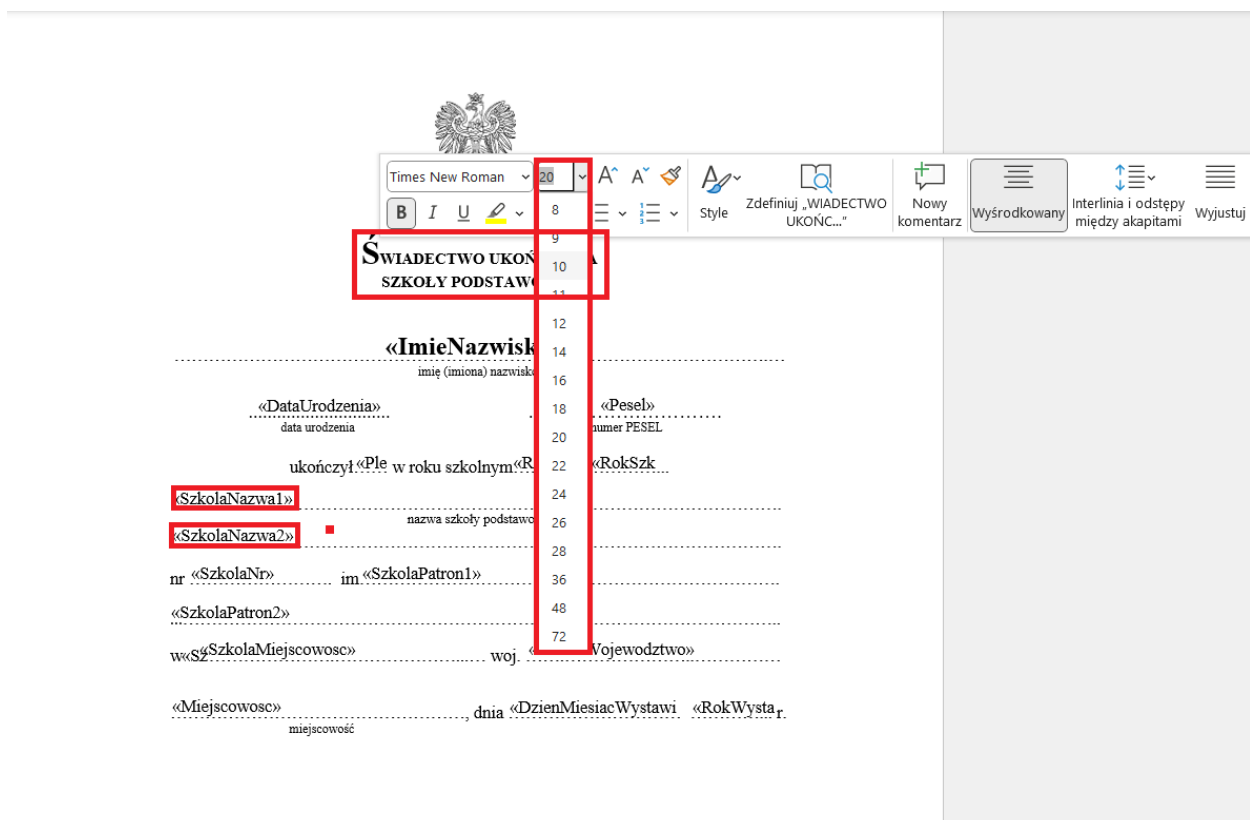 Times New Roman 20
B I U Style Zdefiniuj „WIADECTWO UKOŃC...” Nowy komentarz Wyśrodkowany Interlinia i odstępy między akapitami Wyjustuj
8
9
10
11
12
14
16
18
20
22
24
26
28
36
48
72
ŚWIADECTWO UKOŃ A
SZKOŁY PODSTAW
«ImieNazwisk
imię (imiona) nazwisko
«DataUrodzenia» «Pesel»
data urodzenia numer PESEL
ukończył «Ple w roku szkolnym «R «RokSzk
«SzkolaNazwa1»
nazwa szkoły podstawo
«SzkolaNazwa2»
nr «SzkolaNr» im. «SzkolaPatron1»
«SzkolaPatron2»
w«Sz«SzkolaMiejscowosc» woj. « Wojewodztwo»
«Miejscowosc» , dnia «DzienMiesiacWystawi «RokWysta r.
miejscowość